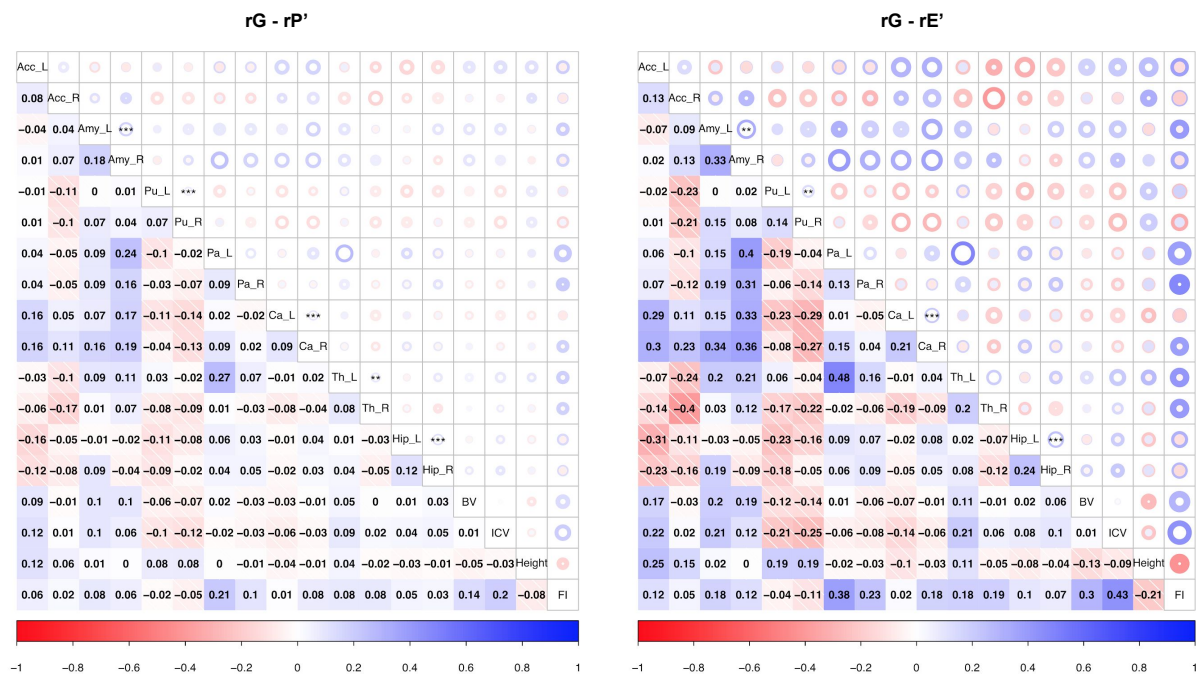 rG - rP’
Acc_L
0.08 Acc_R
−0.04 0.04 Amy_L ***
0.01 0.07 0.18 Amy_R
−0.01 −0.11 0 0.01 Pu_L ***
0.01 −0.1 0.07 0.04 0.07 Pu_R
0.04 −0.05 0.09 0.24 −0.1 −0.02 Pa_L
0.04 −0.05 0.09 0.16 −0.03 −0.07 0.09 Pa_R
0.16 0.05 0.07 0.17 −0.11 −0.14 0.02 −0.02 Ca_L ***
0.16 0.11 0.16 0.19 −0.04 −0.13 0.09 0.02 0.09 Ca_R
−0.03 −0.1 0.09 0.11 0.03 −0.02 0.27 0.07 −0.01 0.02 Th_L **
−0.06 −0.17 0.01 0.07 −0.08 −0.09 0.01 −0.03 −0.08 −0.04 0.08 Th_R
−0.16 −0.05 −0.01 −0.02 −0.11 −0.08 0.06 0.03 −0.01 0.04 0.01 −0.03 Hip_L ***
−0.12 −0.08 0.09 −0.04 −0.09 −0.02 0.04 0.05 −0.02 0.03 0.04 −0.05 0.12 Hip_R
0.09 −0.01 0.1 0.1 −0.06 −0.07 0.02 −0.03 −0.03 −0.01 0.05 0 0.01 0.03 BV
0.12 0.01 0.1 0.06 −0.1 −0.12 −0.02 −0.03 −0.06 −0.03 0.09 0.02 0.04 0.05 0.01 ICV
0.12 0.06 0.01 0 0.08 0.08 0 −0.01 −0.04 −0.01 0.04 −0.02 −0.03 −0.01 −0.05 −0.03 Height
0.06 0.02 0.08 0.06 −0.02 −0.05 0.21 0.1 0.01 0.08 0.08 0.08 0.05 0.03 0.14 0.2 −0.08 FI
−1 −0.8 −0.6 −0.4 −0.2 0 0.2 0.4 0.6 0.8 1
rG - rE’
Acc_L
0.13 Acc_R
−0.07 0.09 Amy_L **
0.02 0.13 0.33 Amy_R
−0.02 −0.23 0 0.02 Pu_L **
0.01 −0.21 0.15 0.08 0.14 Pu_R
0.06 −0.1 0.15 0.4 −0.19 −0.04 Pa_L
0.07 −0.12 0.19 0.31 −0.06 −0.14 0.13 Pa_R
0.29 0.11 0.15 0.33 −0.23 −0.29 0.01 −0.05 Ca_L ***
0.3 0.23 0.34 0.36 −0.08 −0.27 0.15 0.04 0.21 Ca_R
−0.07 −0.24 0.2 0.21 0.06 −0.04 0.48 0.16 −0.01 0.04 Th_L
−0.14 −0.4 0.03 0.12 −0.17 −0.22 −0.02 −0.06 −0.19 −0.09 0.2 Th_R
−0.31 −0.11 −0.03 −0.05 −0.23 −0.16 0.09 0.07 −0.02 0.08 0.02 −0.07 Hip_L ***
−0.23 −0.16 0.19 −0.09 −0.18 −0.05 0.06 0.09 −0.05 0.05 0.08 −0.12 0.24 Hip_R
0.17 −0.03 0.2 0.19 −0.12 −0.14 0.01 −0.06 −0.07 −0.01 0.11 −0.01 0.02 0.06 BV
0.22 0.02 0.21 0.12 −0.21 −0.25 −0.06 −0.08 −0.14 −0.06 0.21 0.06 0.08 0.1 0.01 ICV
0.25 0.15 0.02 0 0.19 0.19 −0.02 −0.03 −0.1 −0.03 0.11 −0.05 −0.08 −0.04 −0.13 −0.09 Height
0.12 0.05 0.18 0.12 −0.04 −0.11 0.38 0.23 0.02 0.18 0.18 0.19 0.1 0.07 0.3 0.43 −0.21 FI
−1 −0.8 −0.6 −0.4 −0.2 0 0.2 0.4 0.6 0.8 1